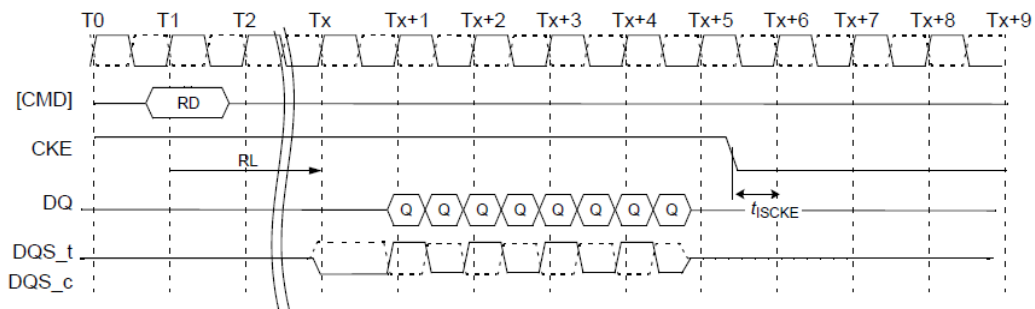 T0 T1 T2 Tx Tx+1 Tx+2 Tx+3 Tx+4 Tx+5 Tx+6 Tx+7 Tx+8 Tx+9
[CMD] RD
CKE
RL
DQ Q Q Q Q Q Q Q Q tISCKE
DQS_t
DQS_c